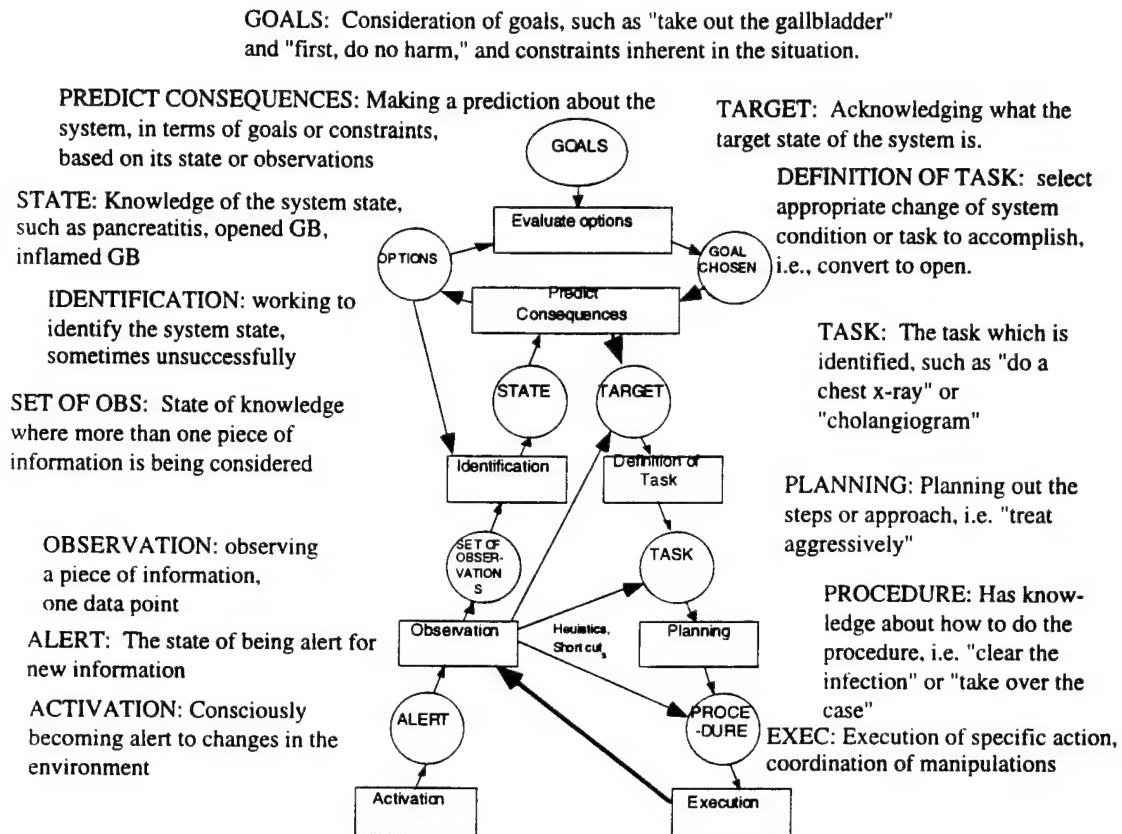 GOALS: Consideration of goals, such as "take out the gallbladder"
and "first, do no harm," and constraints inherent in the situation.
PREDICT CONSEQUENCES: Making a prediction about the
system, in terms of goals or constraints,
based on its state or observations
TARGET: Acknowledging what the
target state of the system is.
STATE: Knowledge of the system state,
such as pancreatitis, opened GB,
inflamed GB
DEFINITION OF TASK: select
appropriate change of system
condition or task to accomplish,
i.e., convert to open.
IDENTIFICATION: working to
identify the system state,
sometimes unsuccessfully
TASK: The task which is
identified, such as "do a
chest x-ray" or
"cholangiogram"
SET OF OBS: State of knowledge
where more than one piece of
information is being considered
PLANNING: Planning out the
steps or approach, i.e. "treat
aggressively"
OBSERVATION: observing
a piece of information,
one data point
PROCEDURE: Has know-
ledge about how to do the
procedure, i.e. "clear the
infection" or "take over the
case"
ALERT: The state of being alert for
new information
ACTIVATION: Consciously
becoming alert to changes in the
environment
EXEC: Execution of specific action,
coordination of manipulations
GOALS
Evaluate options
OPTIONS
GOAL
CHOSEN
Predict
Consequences
STATE
TARGET
Identification
Definition of
Task
SET OF
OBSER-
VATION
S
TASK
Observation
Heuistics,
Short cuts
Planning
ALERT
PROCE
-DURE
Activation
Execution